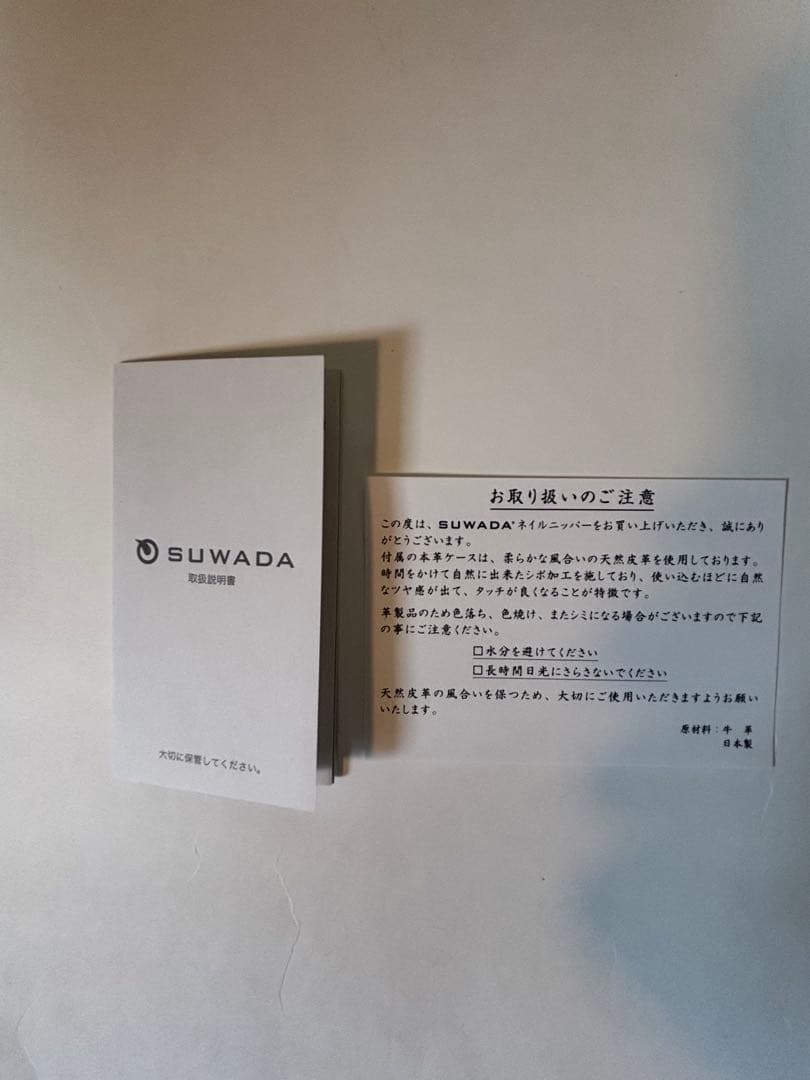 SUWADA
取扱説明書
大切に保管してください。
お取り扱いのご注意
この度は、SUWADA®ネイルニッパーをお買い上げいただき、誠にあり
がとうございます。
付属の本革ケースは、柔らかな風合いの天然皮革を使用しております。
時間をかけて自然に出来たシボ加工を施しており、使い込むほどに自然
なツヤ感が出て、タッチが良くなることが特徴です。
革製品のため色落ち、色焼け、またシミになる場合がございますので下記
の事にご注意ください。
□水分を避けてください
□長時間日光にさらさないでください
天然皮革の風合いを保つため、大切にご使用いただきますようお願い
いたします。
原材料：牛 革
日本製